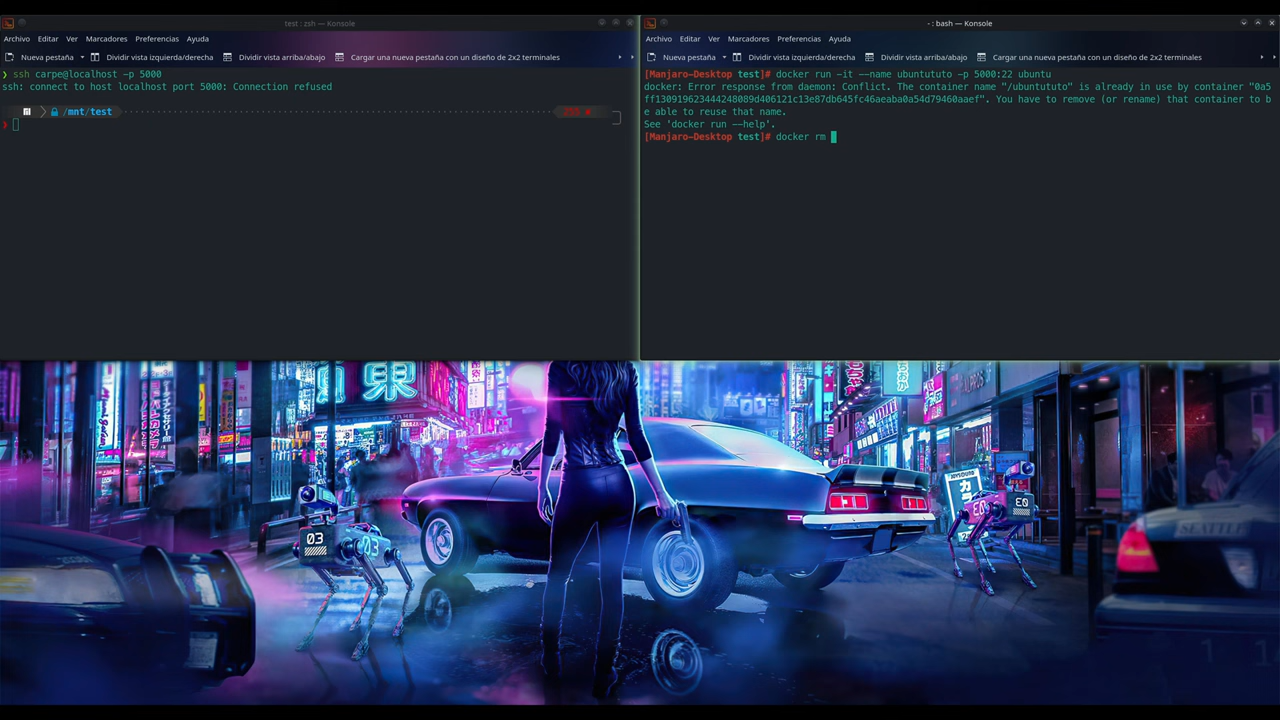 test : zsh — Konsole
Archivo Editar Ver Marcadores Preferencias Ayuda
Nueva pestaña Dividir vista izquierda/derecha Dividir vista arriba/abajo Cargar una nueva pestaña con un diseño de 2x2 terminales
❯ ssh carpe@localhost -p 5000
ssh: connect to host localhost port 5000: Connection refused
/mnt/test
❯
- : bash — Konsole
Archivo Editar Ver Marcadores Preferencias Ayuda
Nueva pestaña Dividir vista izquierda/derecha Dividir vista arriba/abajo Cargar una nueva pestaña con un diseño de 2x2 terminales
[Manjaro-Desktop test]# docker run -it --name ubuntututo -p 5000:22 ubuntu
docker: Error response from daemon: Conflict. The container name "/ubuntututo" is already in use by container "0a5
ff130919623444248089d406121c13e87db645fc46aeaba0a54d79460aaef". You have to remove (or rename) that container to b
e able to reuse that name.
See 'docker run --help'.
[Manjaro-Desktop test]# docker rm
東
03
03
SEATTLE